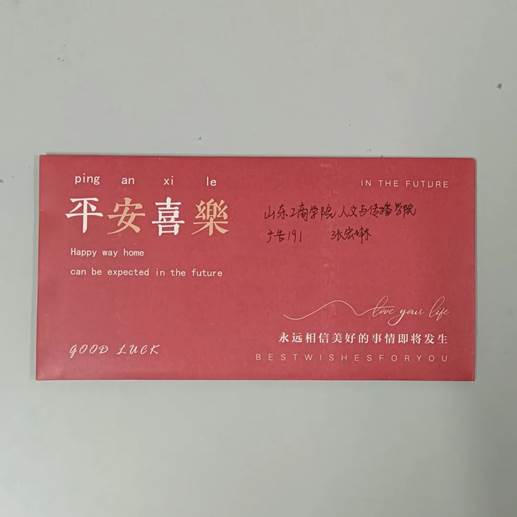 ping an xi le
平安喜樂
Happy way home
can be expected in the future
GOOD LUCK
IN THE FUTURE
山东工商学院人文与传播学院
广告191 张宏琳
love your life
永远相信美好的事情即将发生
BESTWISHESFORYOU